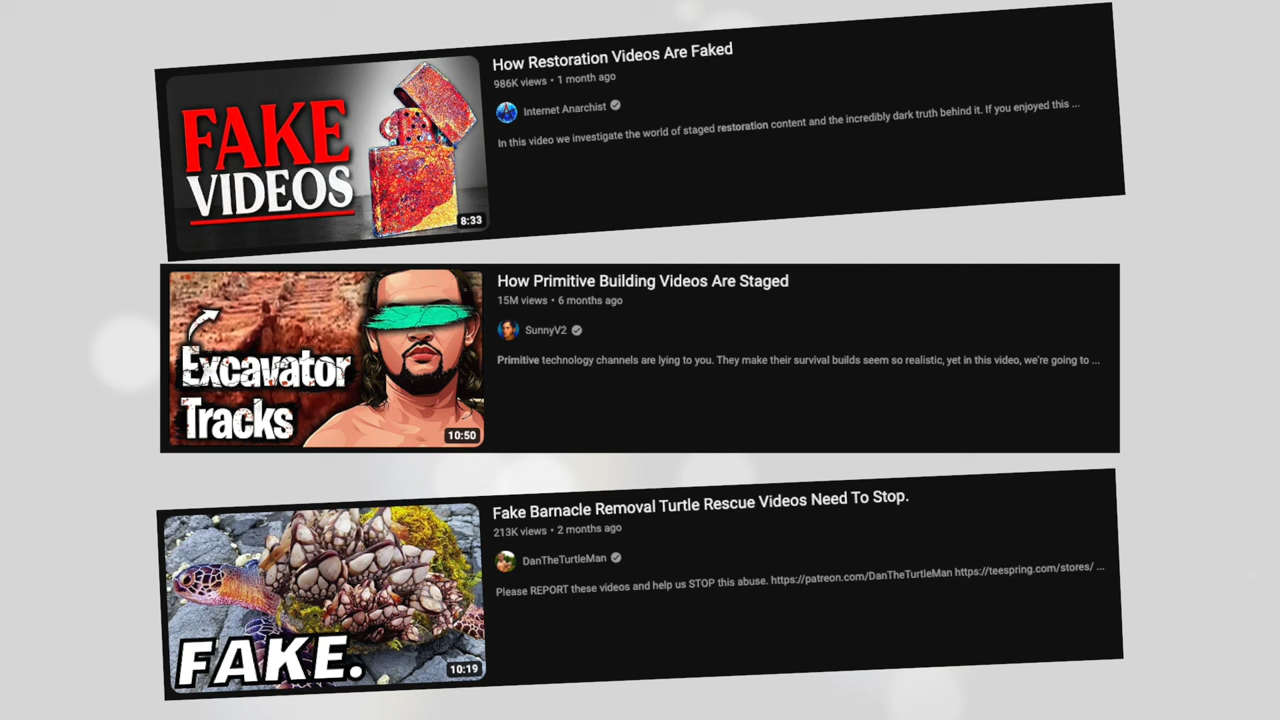 How Restoration Videos Are Faked
986K views • 1 month ago
Internet Anarchist
In this video we investigate the world of staged restoration content and the incredibly dark truth behind it. If you enjoyed this ...
FAKE
VIDEOS
8:33
How Primitive Building Videos Are Staged
15M views • 6 months ago
SunnyV2
Primitive technology channels are lying to you. They make their survival builds seem so realistic, yet in this video, we're going to ...
Excavator
Tracks
10:50
Fake Barnacle Removal Turtle Rescue Videos Need To Stop.
213K views • 2 months ago
DanTheTurtleMan
Please REPORT these videos and help us STOP this abuse. https://patreon.com/DanTheTurtleMan https://teespring.com/stores/ ...
FAKE.
10:19